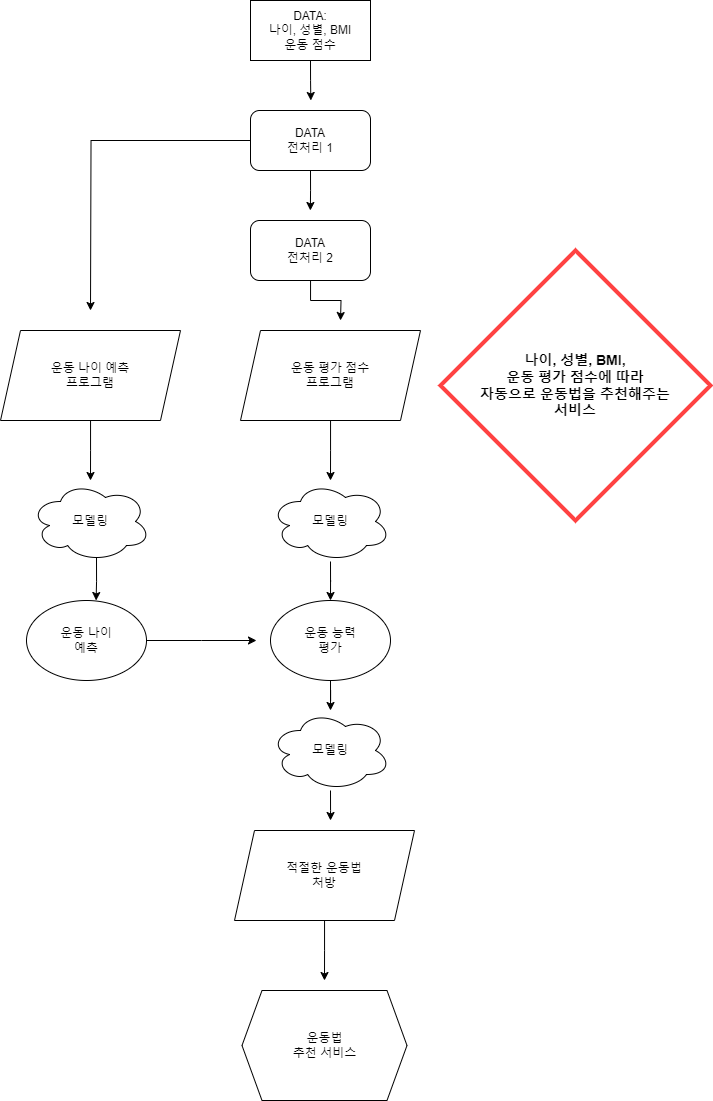 DATA:
나이, 성별, BMI
운동 점수
DATA
전처리 1
DATA
전처리 2
운동 나이 예측
프로그램
운동 평가 점수
프로그램
나이, 성별, BMI,
운동 평가 점수에 따라
자동으로 운동법을 추천해주는
서비스
모델링
모델링
운동 나이
예측
운동 능력
평가
모델링
적절한 운동법
처방
운동법
추천 서비스